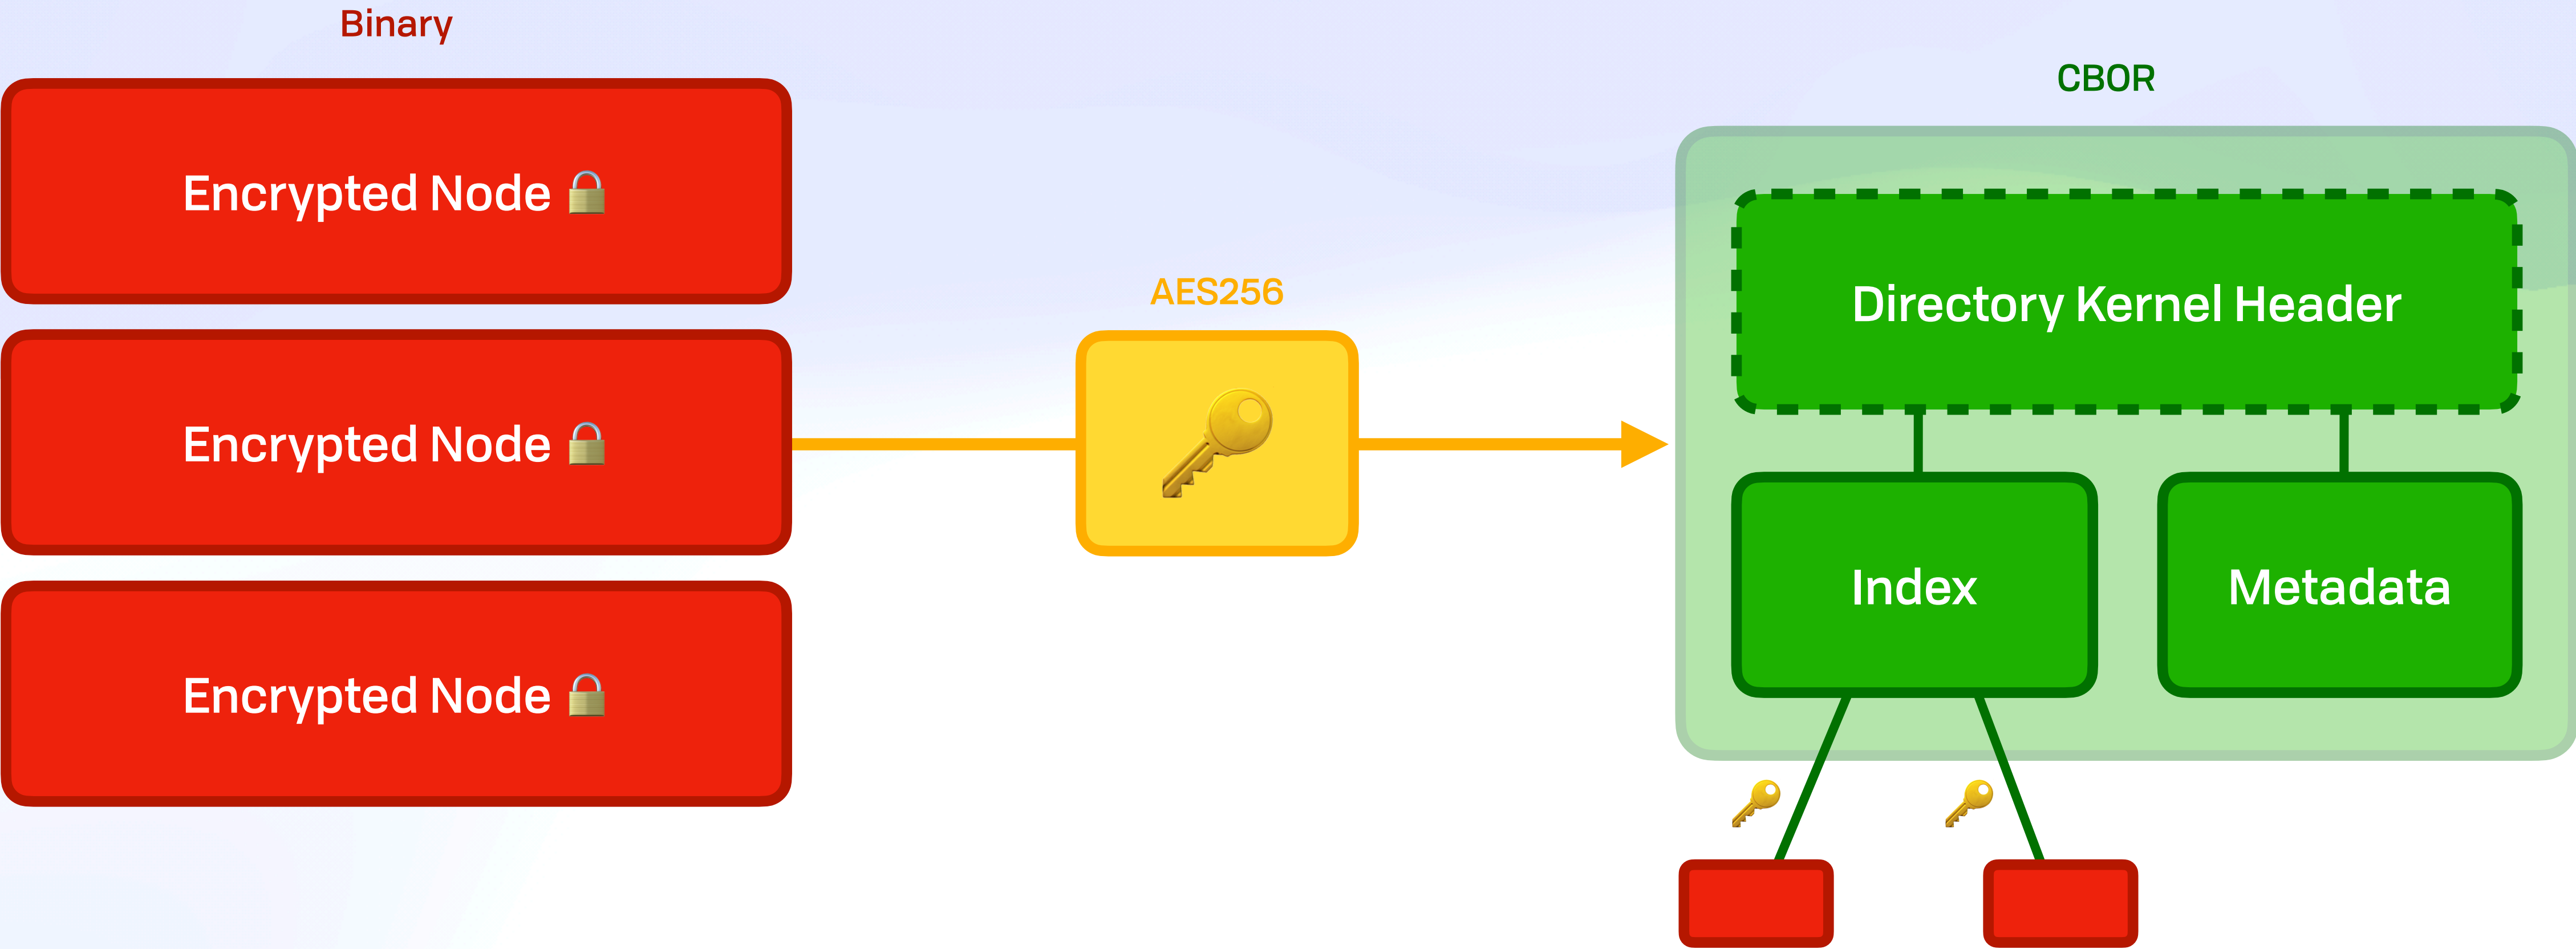 Binary
CBOR
Encrypted Node 🔒
Directory Kernel Header
AES256
Encrypted Node 🔒
Index
Metadata
Encrypted Node 🔒